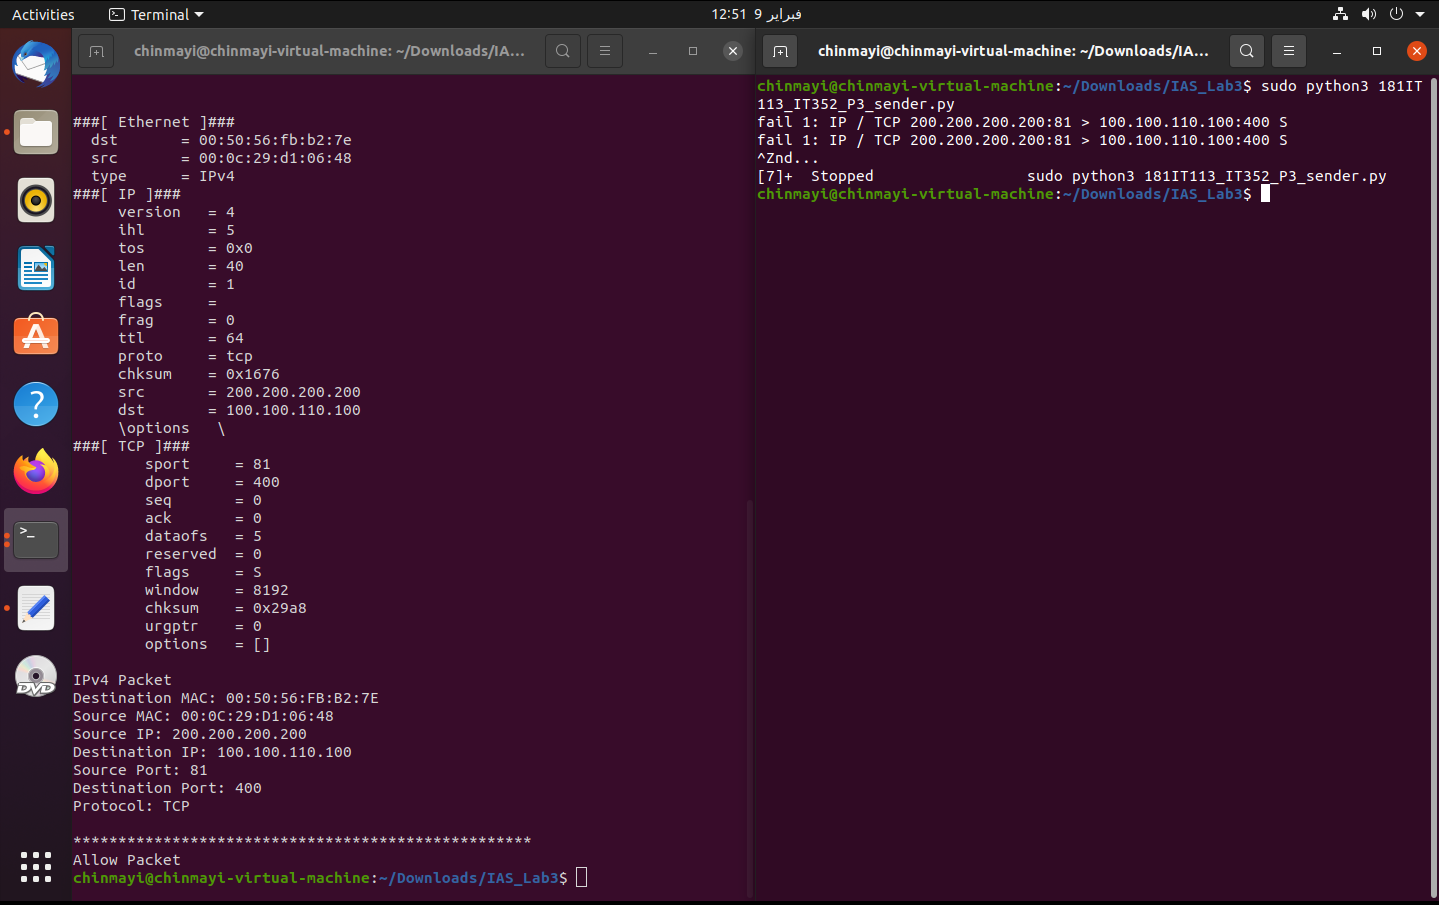 Activities
Terminal
12:51 9 فبراير
chinmayi@chinmayi-virtual-machine: ~/Downloads/IA...
###[ Ethernet ]###
dst = 00:50:56:fb:b2:7e
src = 00:0c:29:d1:06:48
type = IPv4
###[ IP ]###
version = 4
ihl = 5
tos = 0x0
len = 40
id = 1
flags =
frag = 0
ttl = 64
proto = tcp
chksum = 0x1676
src = 200.200.200.200
dst = 100.100.110.100
\options \
###[ TCP ]###
sport = 81
dport = 400
seq = 0
ack = 0
dataofs = 5
reserved = 0
flags = S
window = 8192
chksum = 0x29a8
urgptr = 0
options = []
IPv4 Packet
Destination MAC: 00:50:56:FB:B2:7E
Source MAC: 00:0C:29:D1:06:48
Source IP: 200.200.200.200
Destination IP: 100.100.110.100
Source Port: 81
Destination Port: 400
Protocol: TCP
***************************************************
Allow Packet
chinmayi@chinmayi-virtual-machine:~/Downloads/IAS_Lab3$
chinmayi@chinmayi-virtual-machine: ~/Downloads/IA...
chinmayi@chinmayi-virtual-machine:~/Downloads/IAS_Lab3$ sudo python3 181IT
113_IT352_P3_sender.py
fail 1: IP / TCP 200.200.200.200:81 > 100.100.110.100:400 S
fail 1: IP / TCP 200.200.200.200:81 > 100.100.110.100:400 S
^Znd...
[7]+ Stopped sudo python3 181IT113_IT352_P3_sender.py
chinmayi@chinmayi-virtual-machine:~/Downloads/IAS_Lab3$
DVD